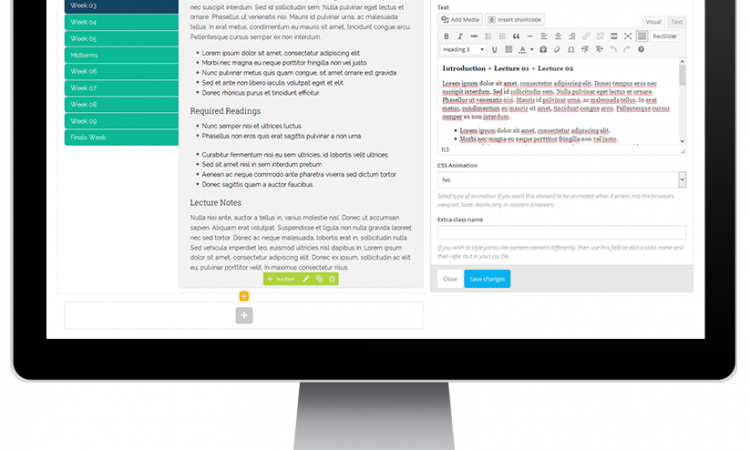 Week 03
Week 04
Week 05
Midterms
Week 06
Week 07
Week 08
Week 09
Finals Week
interdum. Sed id sollicitudin sem. Nulla pulvinar eget lectus et ornare.
Phasellus ut venenatis nisi. Mauris id pulvinar urna, ac malesuada
tellus. In erat metus, condimentum eu mauris sit amet, tincidunt
congue arcu.
Pellentesque cursus semper ex non interdum.
Lorem ipsum dolor sit amet, consectetur adipiscing elit.
Morbi nec magna eu neque porttitor fringilla non vel justo.
Nunc pulvinar metus quis quam congue, sit amet ornare est gravida.
Sed et ante non libero iaculis volutpat eget et elit
Donec rhoncus purus et tincidunt efficitur
Required Readings
Nunc semper nisi et ultrices luctus.
Phasellus non eros quis erat sagittis pulvinar a non urna.
Curabitur fermentum nisi eu sem ultricies, id lobortis velit ultrices.
Sed sit amet nisl in sem interdum pretium.
Aenean ac neque commodo ante pharetra viverra sed dictum tortor.
Donec sagittis quam a auctor faucibus
Lecture Notes
Nulla nisi ante, auctor a tellus in, varius molestie nisl. Donec ut accumsan
sapien. Aliquam erat volutpat. Suspendisse et ligula non nulla gravida laoreet
nec sed tortor. Donec ac neque malesuada, lobortis erat in, sollicitudin nulla.
Sed vehicula imperdiet leo, euismod ultricies nisl dapibus in. Lorem ipsum
dolor sit amet, consectetur adipiscing elit. Donec ex ipsum, sollicitudin ac elit
eu, pulvinar porttitor velit. In maximus consectetur risus.
Text Block
Text
Add Media
Insert shortcode
Visual
Text
RevSlider
Heading 3
Introduction + Lecture 01 + Lecture 02
Lorem ipsum dolor sit amet, consectetur adipiscing elit. Donec tempus eros nec
suscipit interdum. Sed id sollicitudin sem. Nulla pulvinar eget lectus et ornare.
Phasellus ut venenatis nisi. Mauris id pulvinar urna, ac malesuada tellus. In erat
metus, condimentum eu mauris sit amet, tincidunt congue arcu. Pellentesque cursus
semper ex non interdum.
Lorem ipsum dolor sit amet, consectetur adipiscing elit.
Morbi nec magna eu neque porttitor fringilla non vel justo.
h3
CSS Animation
No
Select type of animation if you want this element to be animated when it enters into the browsers
viewport. Note: Works only in modern browsers.
Extra class name
If you wish to style particular content element differently, then use this field to add a class name and
then refer to it your css file.
Close
Save changes